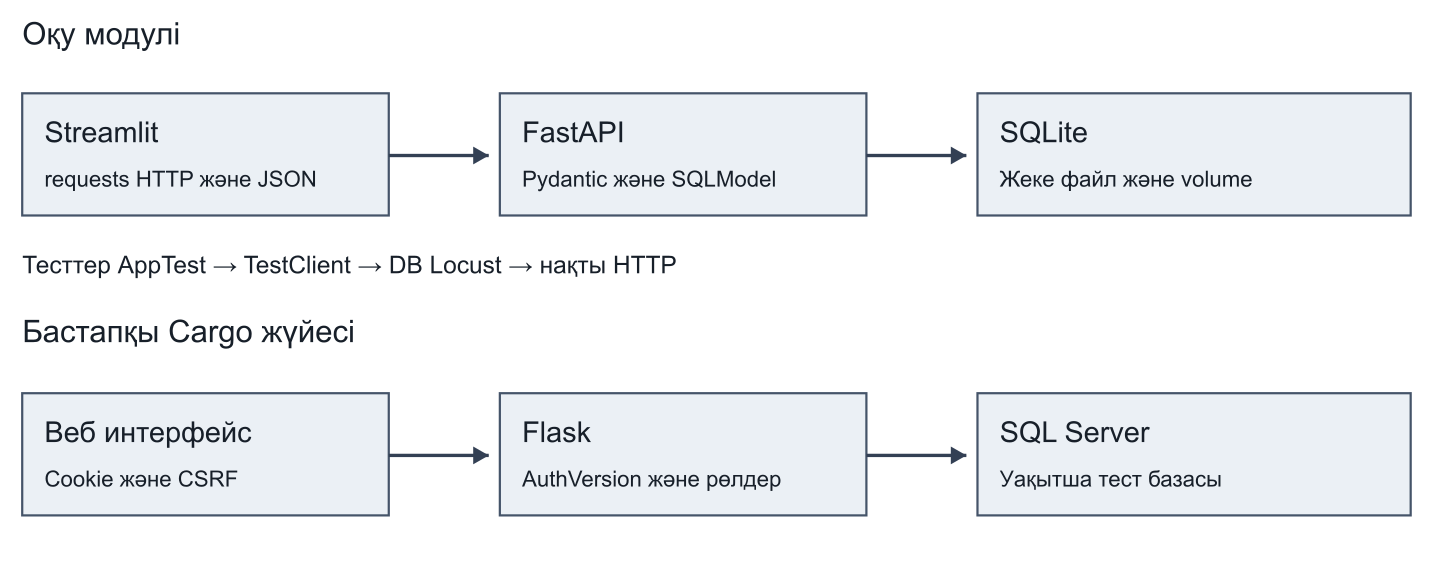 Оқу модулі
Streamlit
requests HTTP және JSON
FastAPI
Pydantic және SQLModel
SQLite
Жеке файл және volume
Тесттер AppTest → TestClient → DB Locust → нақты HTTP
Бастапқы Cargo жүйесі
Веб интерфейс
Cookie және CSRF
Flask
AuthVersion және рөлдер
SQL Server
Уақытша тест базасы